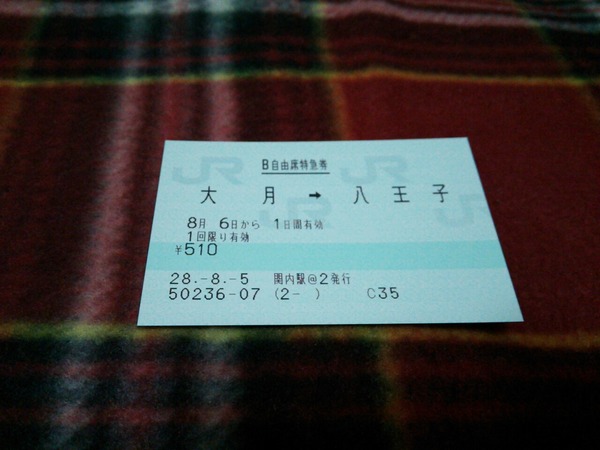 B自由席特急券
大　月　→　八王子
8月 6日から 1日間有効
1回限り有効
¥510
28.-8.-5 関内駅@2発行
50236-07 (2- ) C35